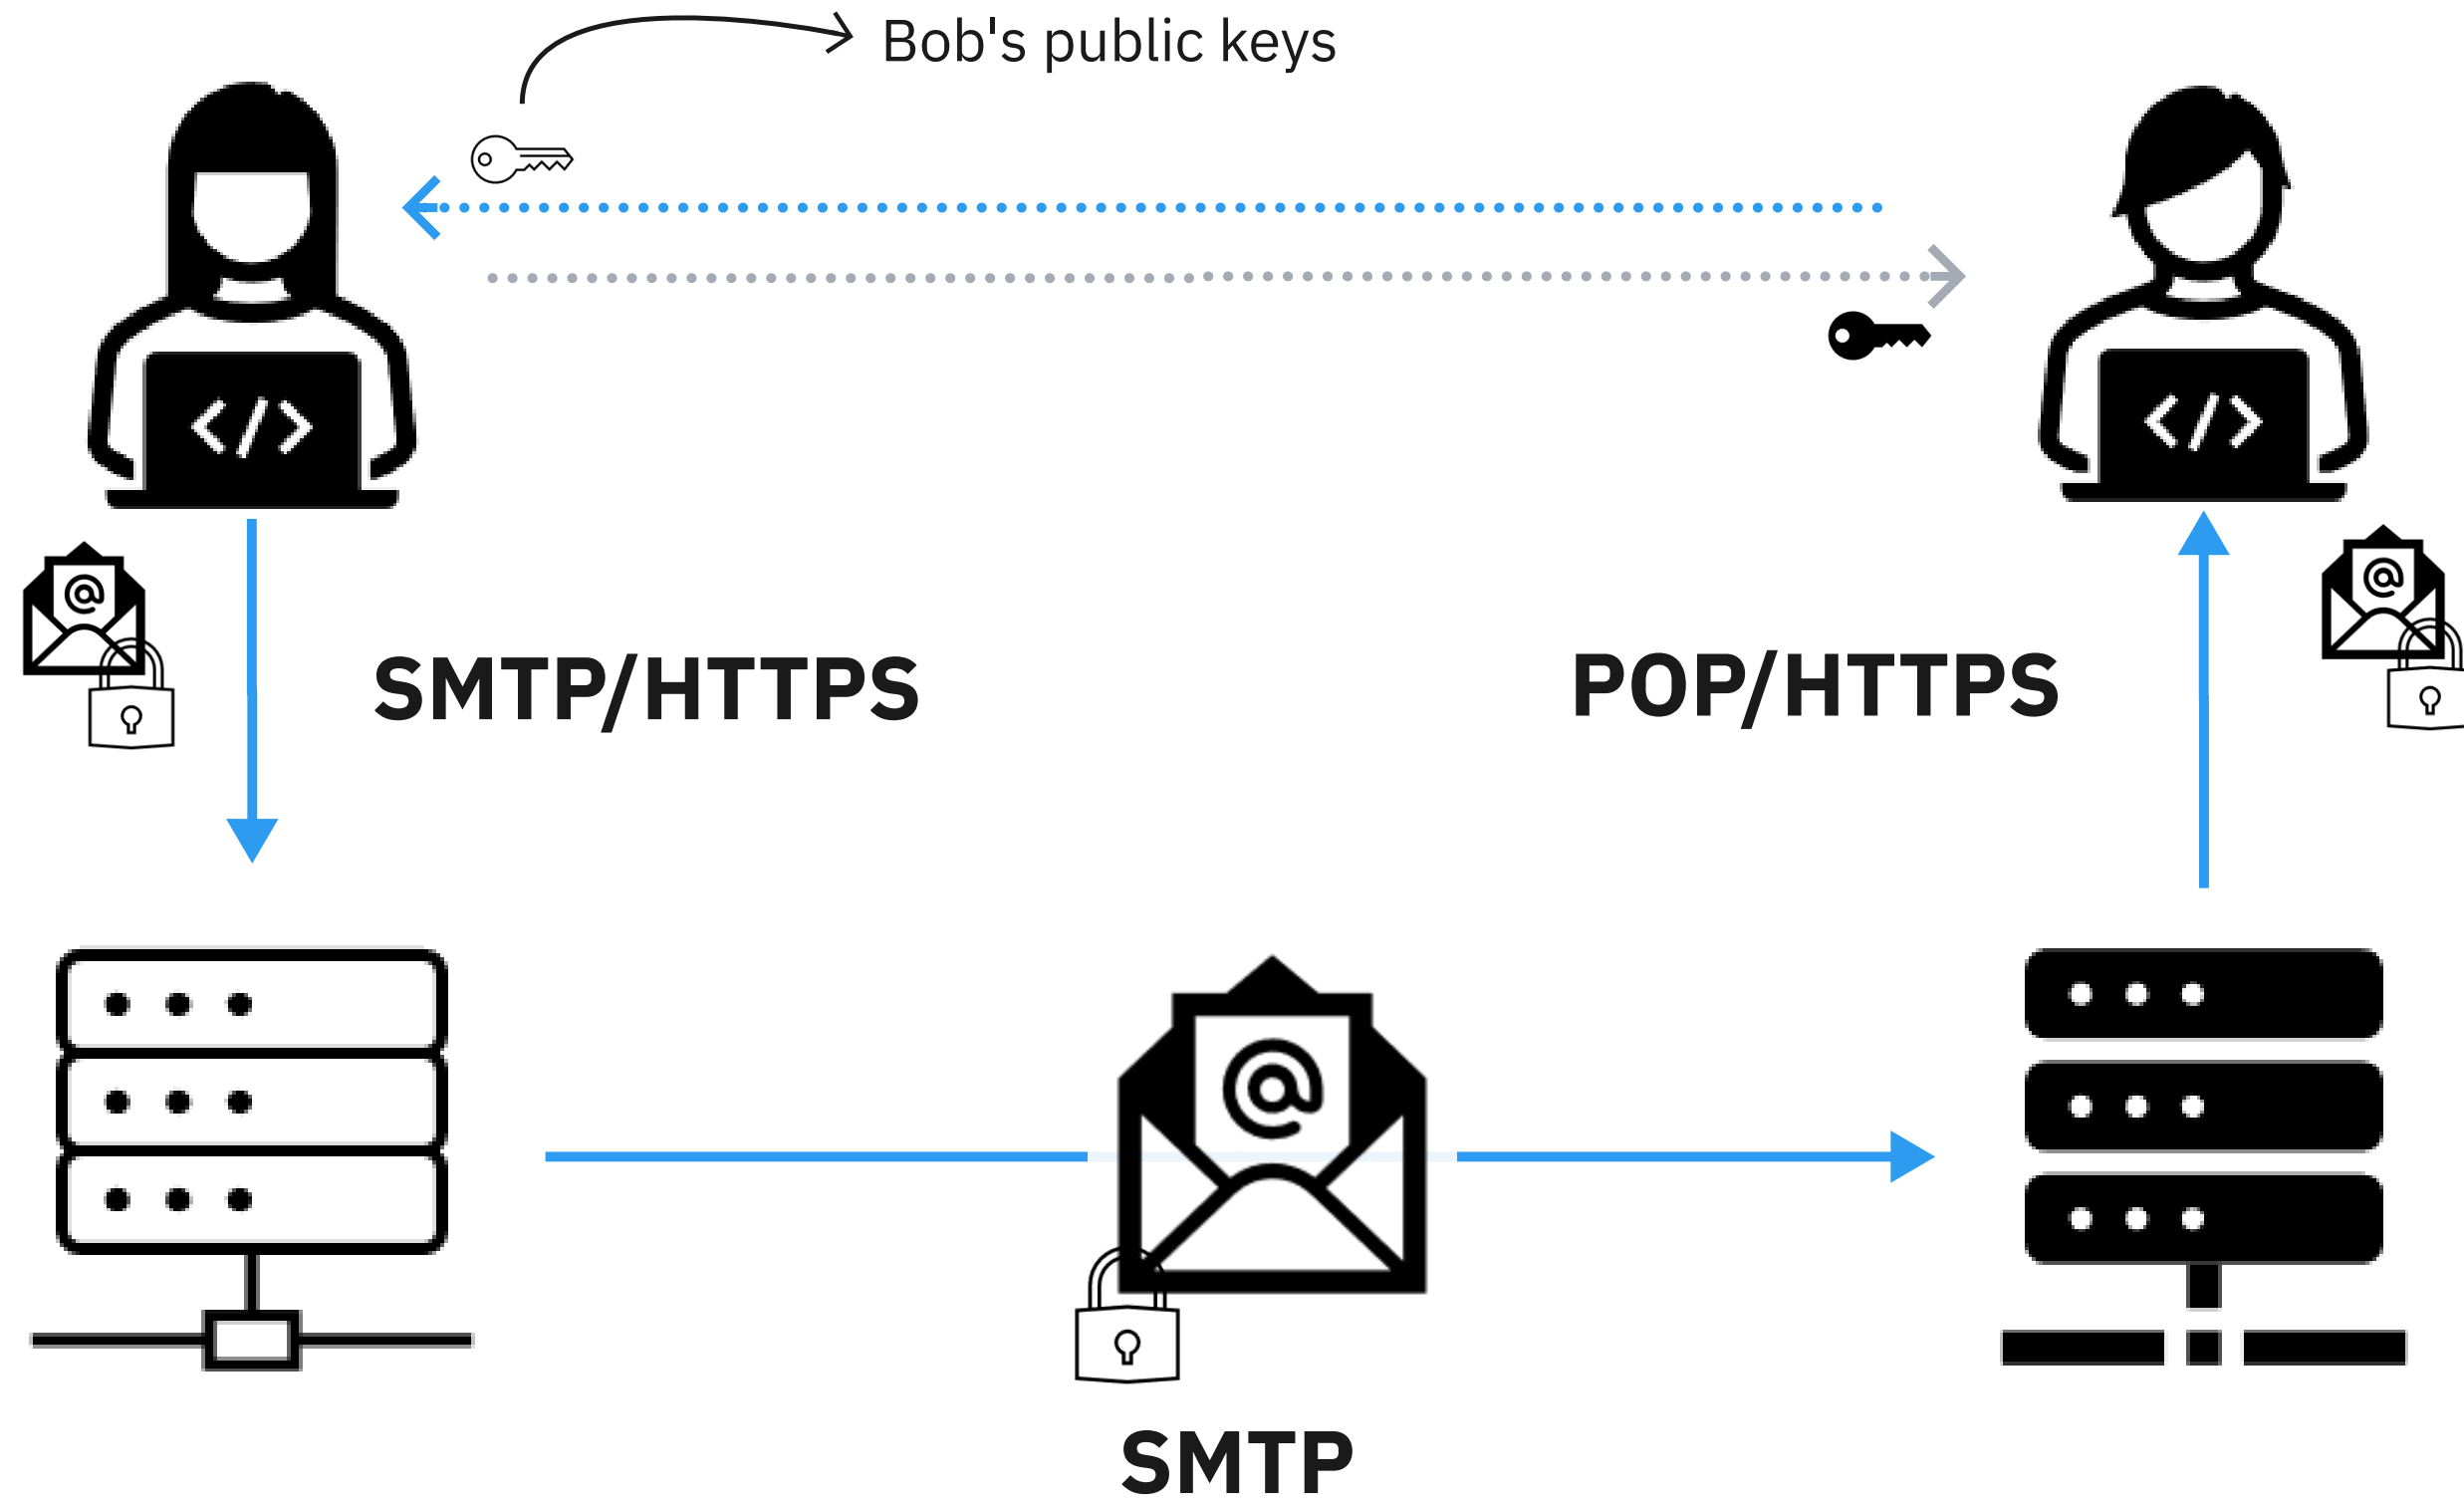 Bob's public keys
</>
</>
@
@
SMTP/HTTPS
POP/HTTPS
@
SMTP